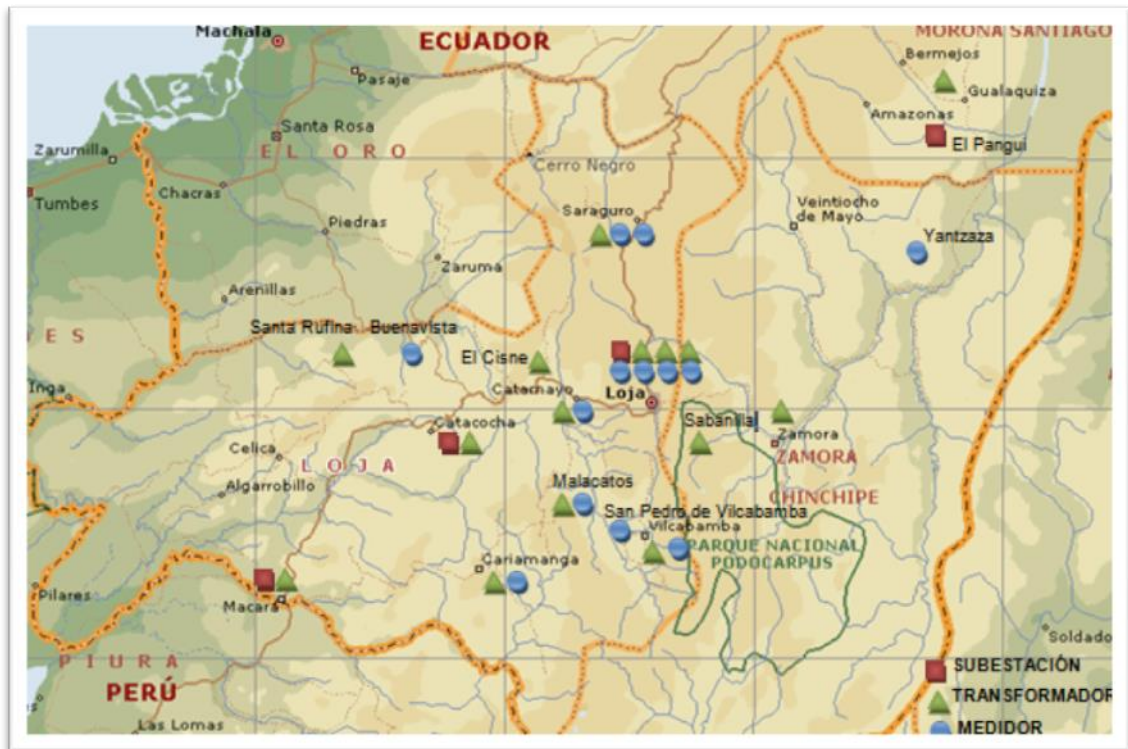 Machala
ECUADOR
MORONA SANTIAGO
Bermejos
Pasaje
Gualaquiza
Amazonas
Santa Rosa
El Pangui
Zarumilla
EL ORO
Cerro Negro
Chacras
Tumbes
Veintiocho
de Mayo
Saraguro
Piedras
Yantzaza
Zaruma
Arenillas
Santa Rufina
Buenavista
ES
El Cisne
Inga
Catamayo
Loja
Catacocha
Sabanilla
Zamora
Celica
LOJA
ZAMORA
Algarrobillo
Malacatos
CHINCHIPE
San Pedro de Vilcabamba
Vilcabamba
PARQUE NACIONAL
PODOCARPUS
Cariamanga
Pilares
Macará
Soldado
PIURA
SUBESTACIÓN
PERÚ
TRANSFORMADOR
Las Lomas
MEDIDOR